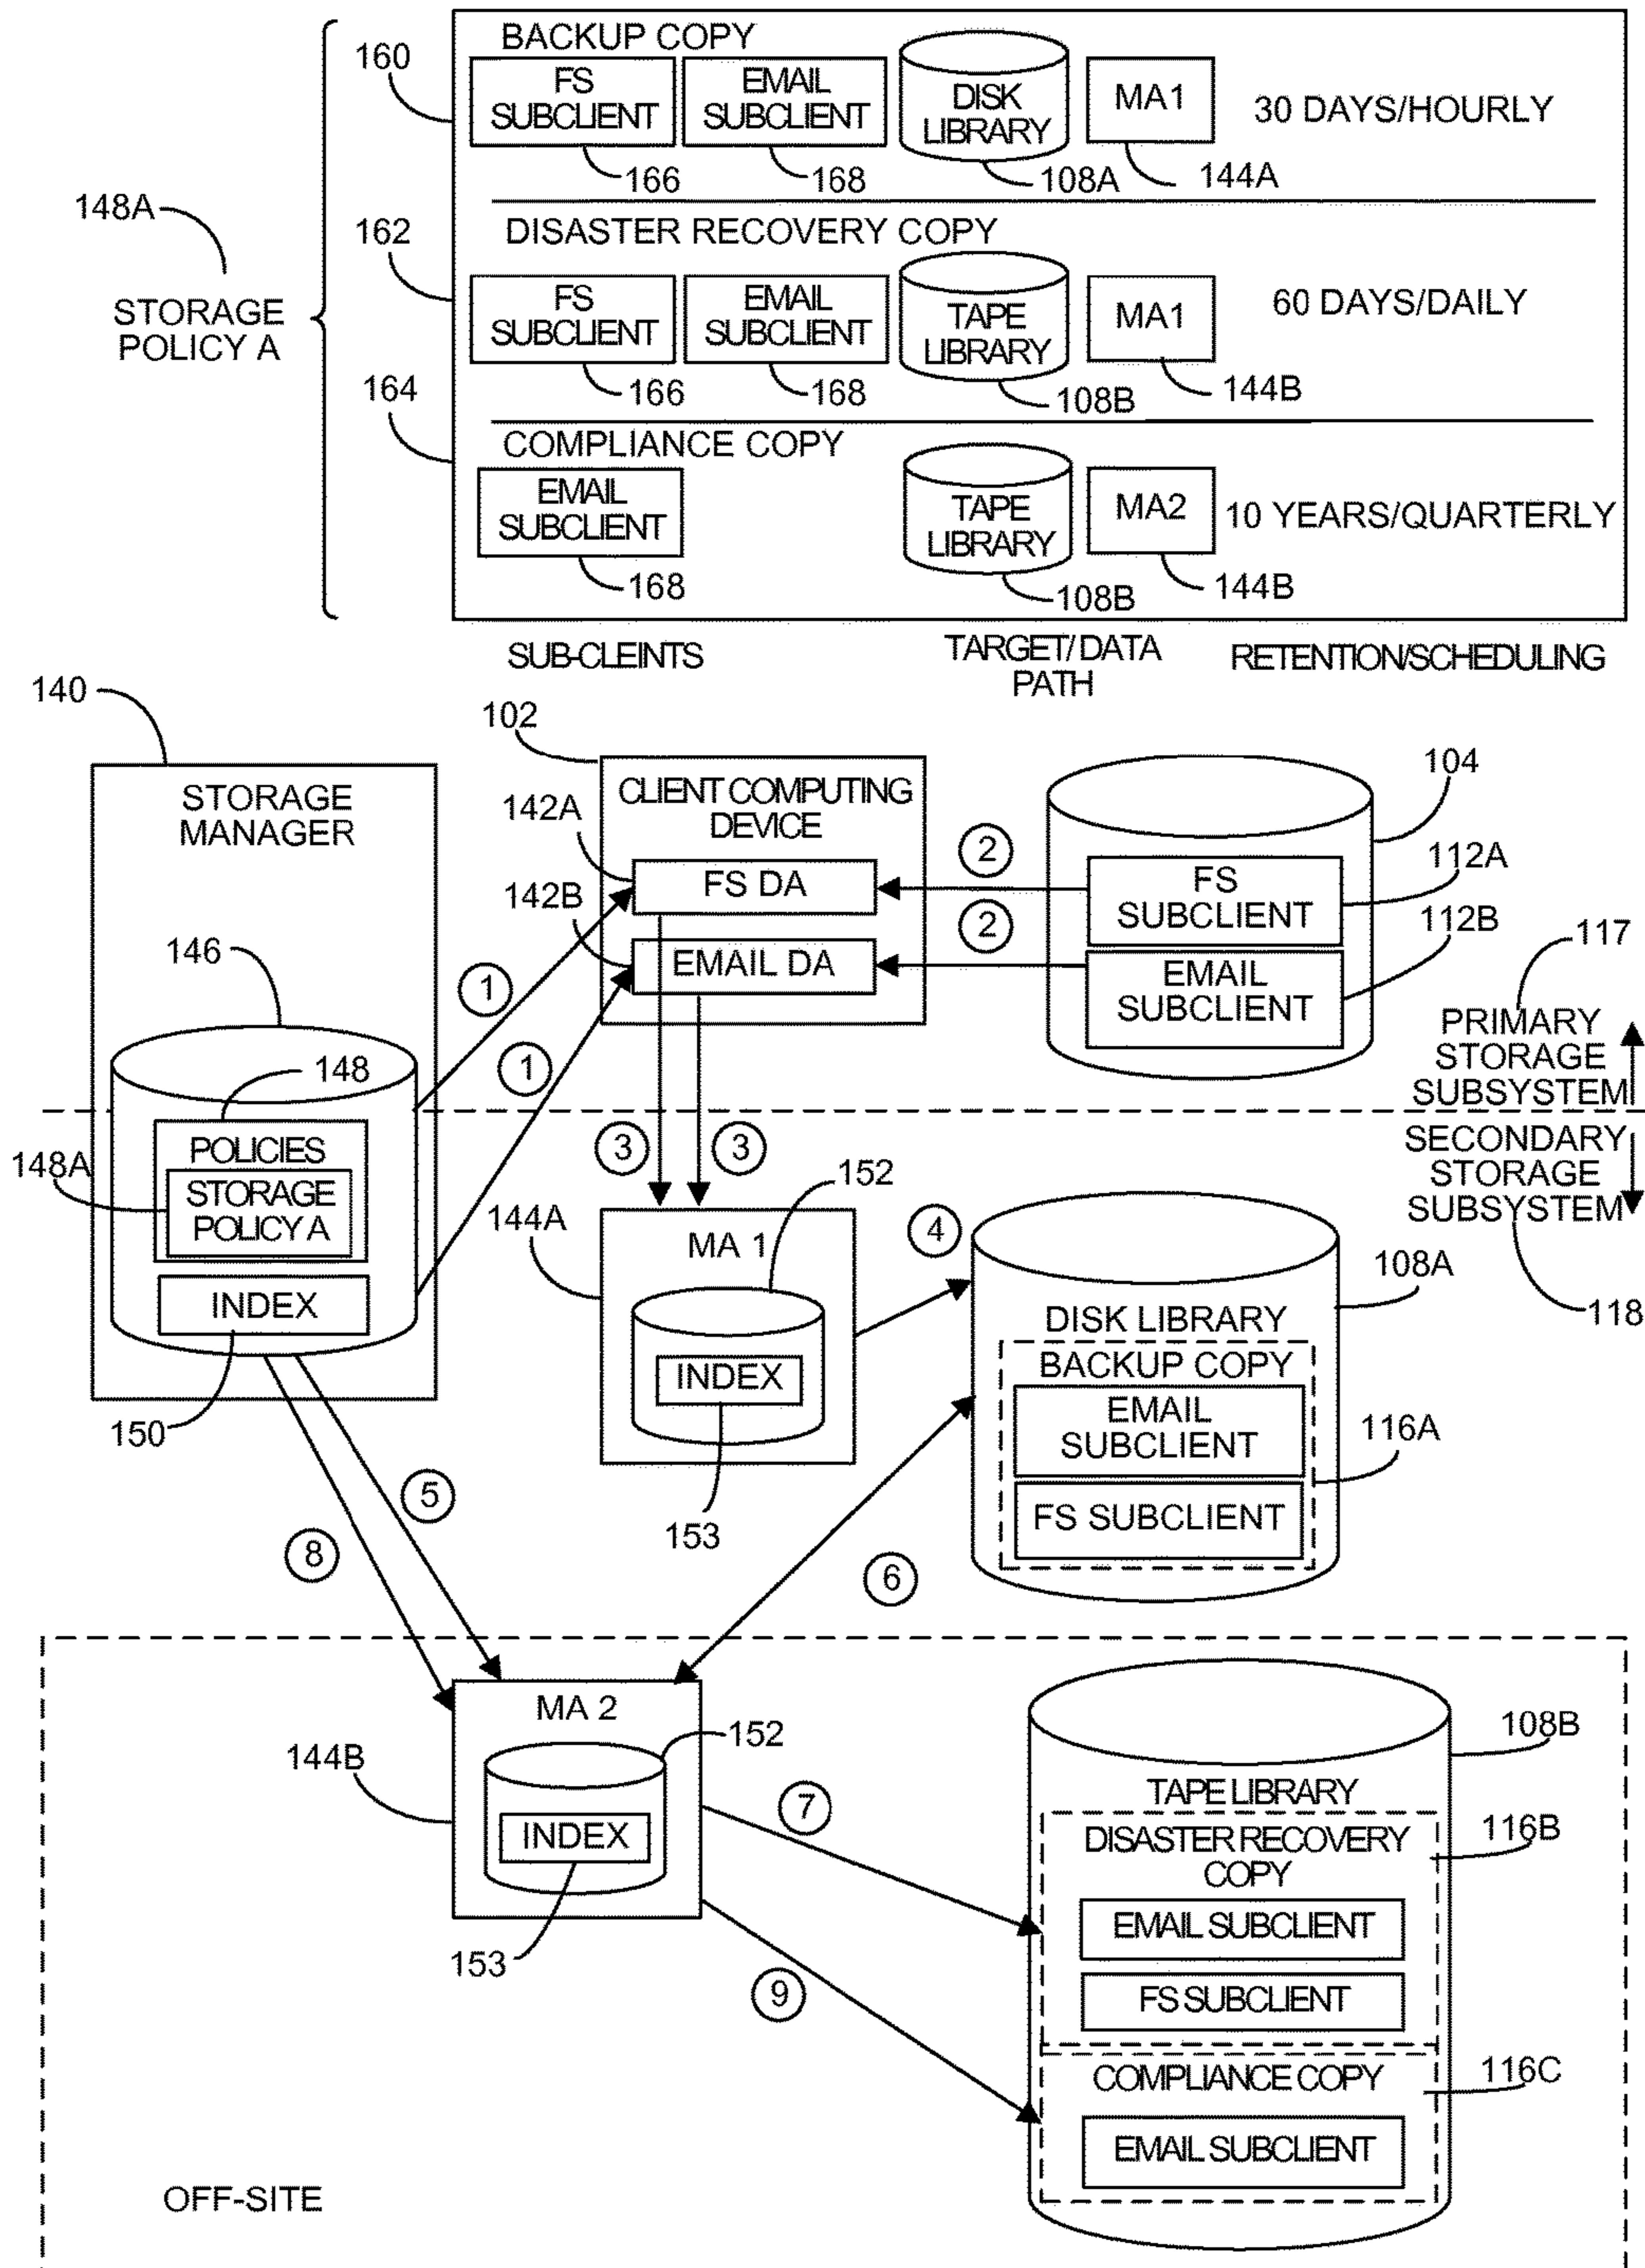 BACKUP COPY
160
FS
SUBCLIENT
EMAIL
SUBCLIENT
DISK
LIBRARY
MA1
30 DAYS/HOURLY
166
168
108A
144A
148A
STORAGE
POLICY A
162
DISASTER RECOVERY COPY
FS
SUBCLIENT
EMAIL
SUBCLIENT
TAPE
LIBRARY
MA1
60 DAYS/DAILY
166
168
108B
144B
164
COMPLIANCE COPY
EMAIL
SUBCLIENT
TAPE
LIBRARY
MA2
10 YEARS/QUARTERLY
168
108B
144B
SUB-CLEINTS
TARGET/DATA
PATH
RETENTION/SCHEDULING
140
STORAGE
MANAGER
102
CLIENT COMPUTING
DEVICE
142A
FS DA
142B
EMAIL DA
2
2
104
FS
SUBCLIENT
112A
EMAIL
SUBCLIENT
112B
117
PRIMARY
STORAGE
SUBSYSTEM
SECONDARY
STORAGE
SUBSYSTEM
118
146
148
POLICIES
148A
STORAGE
POLICY A
INDEX
150
1
1
3
3
144A
MA 1
152
INDEX
153
4
108A
DISK LIBRARY
BACKUP COPY
EMAIL
SUBCLIENT
FS SUBCLIENT
116A
5
8
6
MA 2
144B
152
INDEX
153
7
9
108B
TAPE LIBRARY
DISASTER RECOVERY
COPY
116B
EMAIL SUBCLIENT
FS SUBCLIENT
COMPLIANCE COPY
116C
EMAIL SUBCLIENT
OFF-SITE